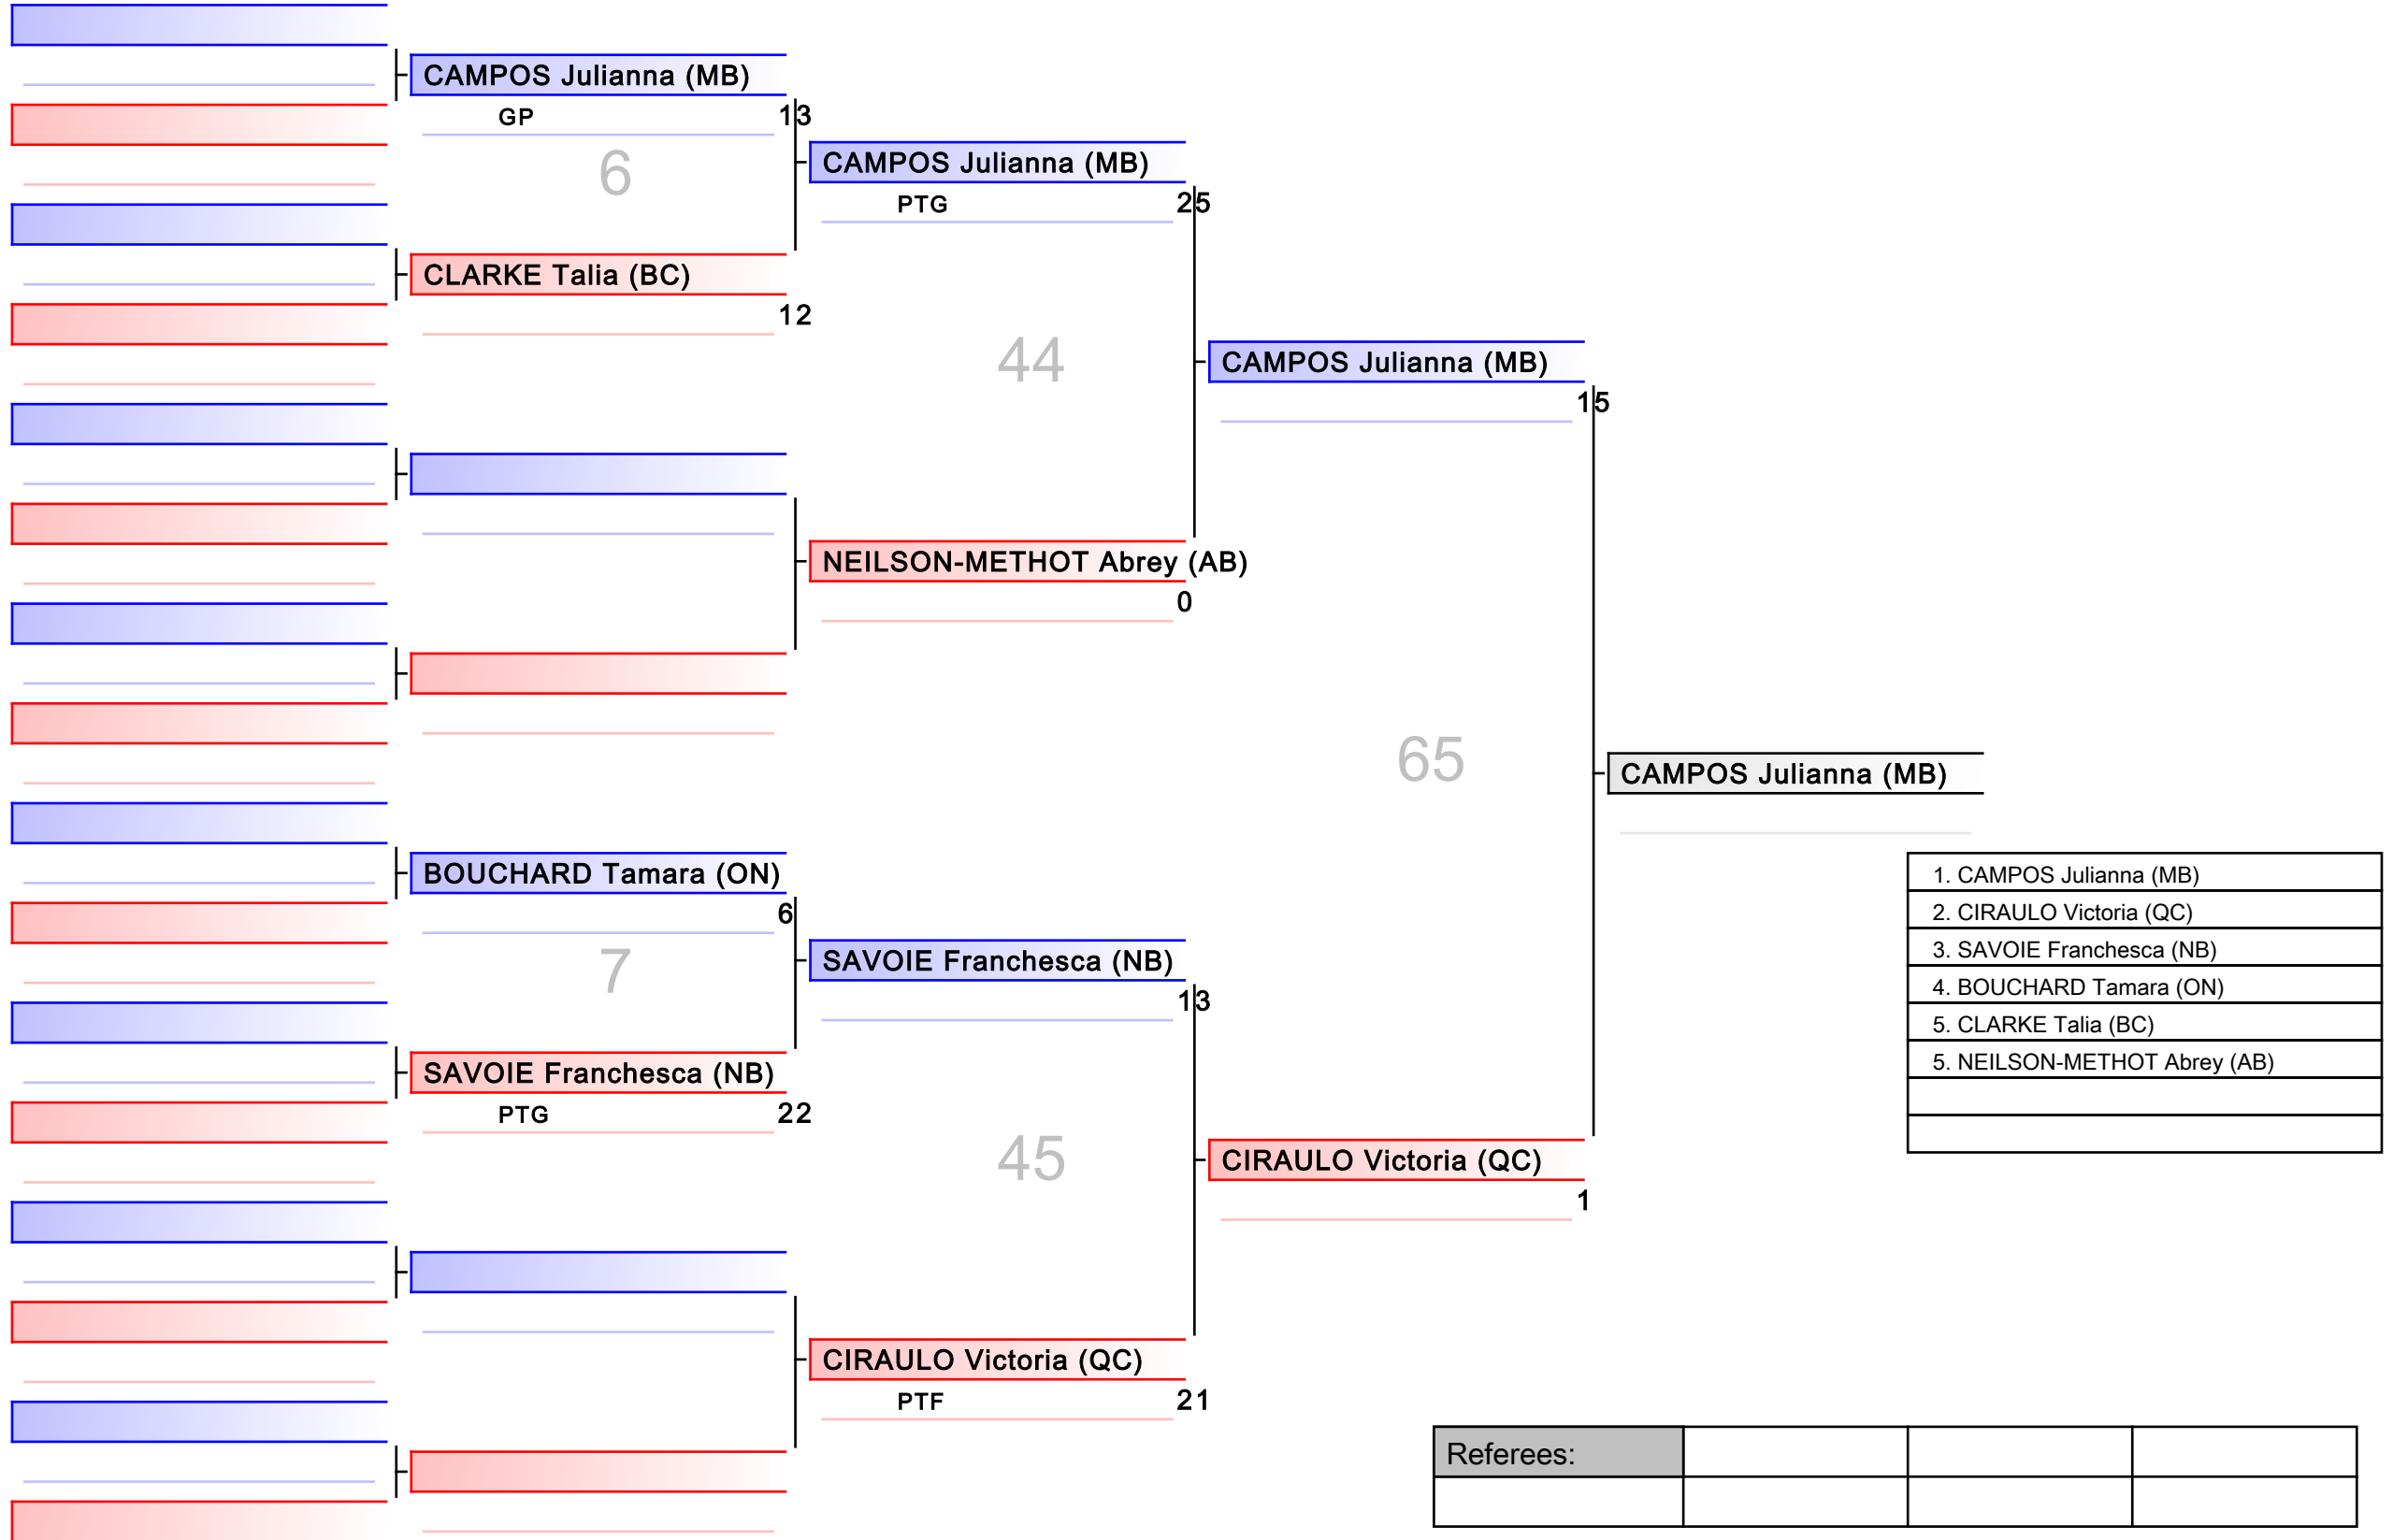 CAMPOS Julianna (MB)
GP 13
6
CLARKE Talia (BC)
12
CAMPOS Julianna (MB)
PTG 25
44
NEILSON-METHOT Abrey (AB)
0
CAMPOS Julianna (MB)
15
65
CAMPOS Julianna (MB)
BOUCHARD Tamara (ON)
6
7
SAVOIE Franchesca (NB)
PTG 22
SAVOIE Franchesca (NB)
13
45
CIRAULO Victoria (QC)
PTF 21
CIRAULO Victoria (QC)
1
1. CAMPOS Julianna (MB)
2. CIRAULO Victoria (QC)
3. SAVOIE Franchesca (NB)
4. BOUCHARD Tamara (ON)
5. CLARKE Talia (BC)
5. NEILSON-METHOT Abrey (AB)
Referees: